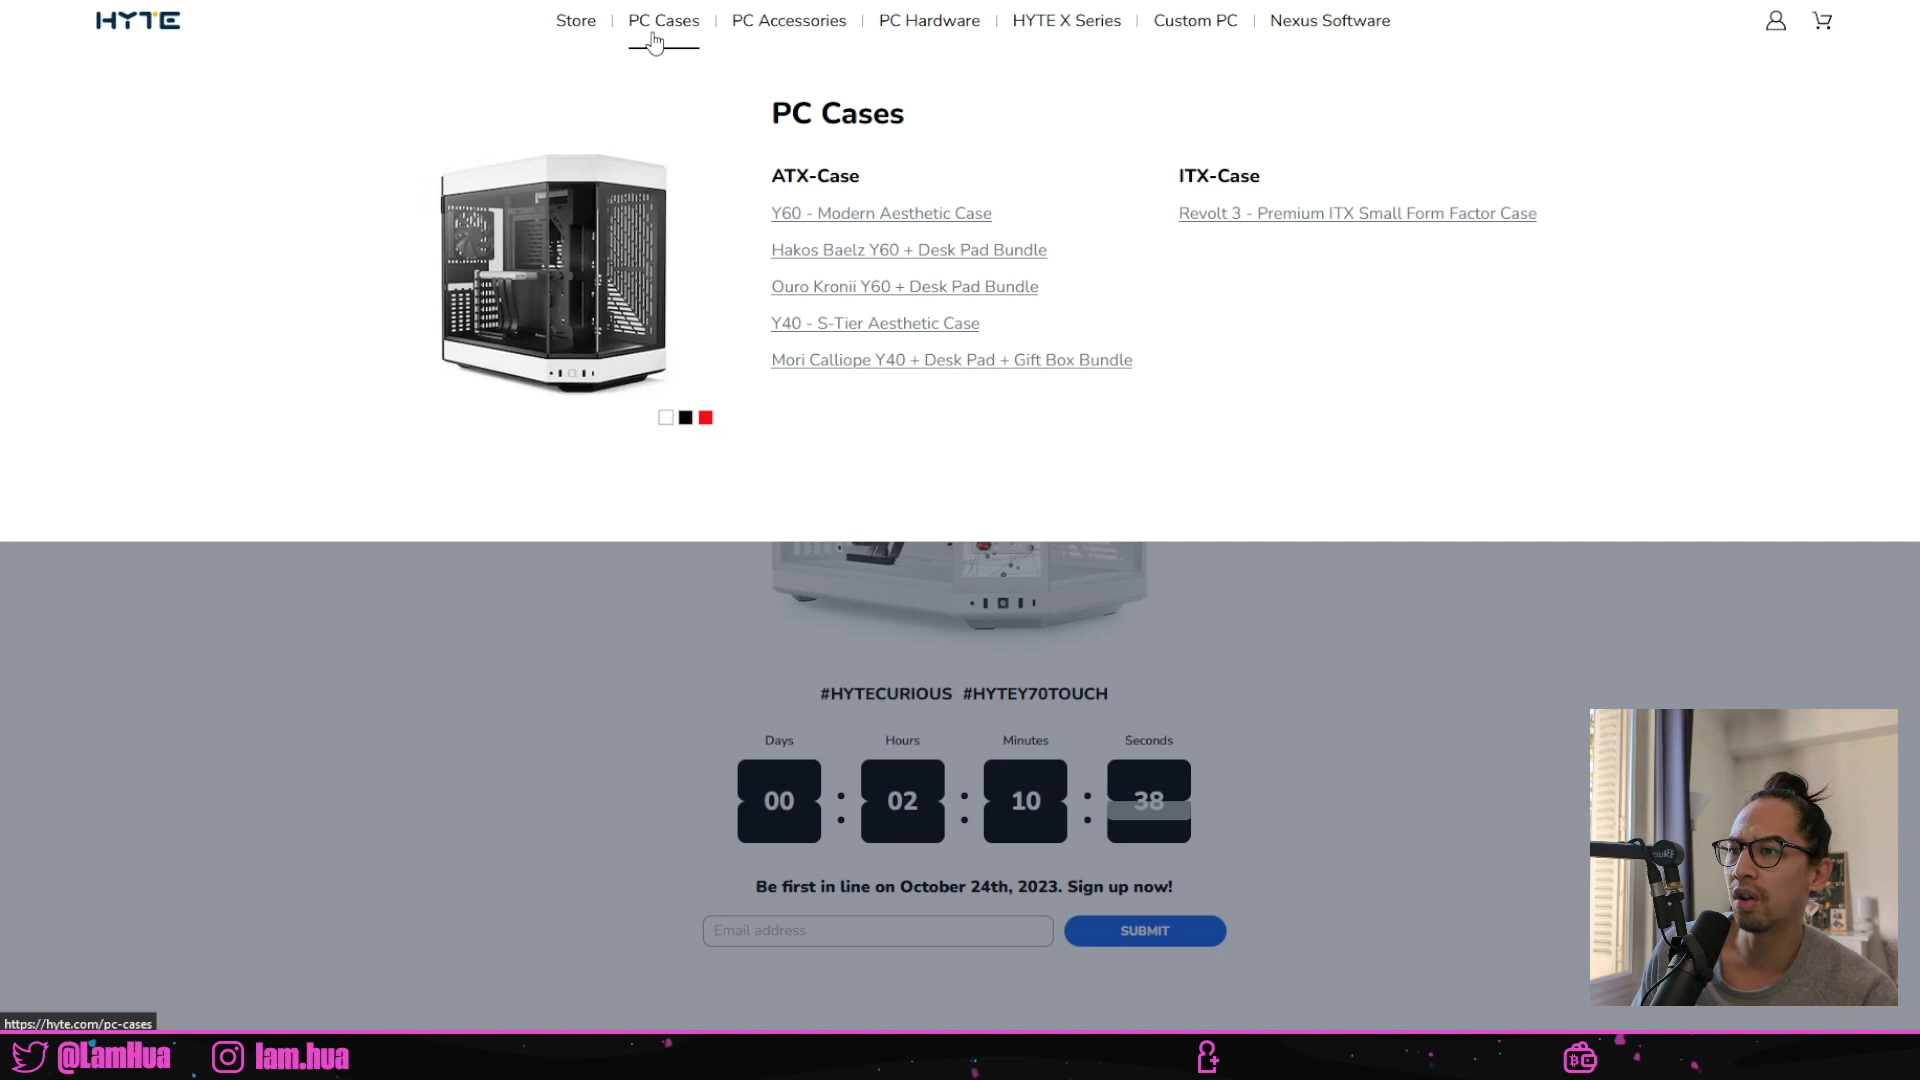 HYTE
Store | PC Cases | PC Accessories | PC Hardware | HYTE X Series | Custom PC | Nexus Software
PC Cases
ATX-Case
Y60 - Modern Aesthetic Case
Hakos Baelz Y60 + Desk Pad Bundle
Ouro Kronii Y60 + Desk Pad Bundle
Y40 - S-Tier Aesthetic Case
Mori Calliope Y40 + Desk Pad + Gift Box Bundle
ITX-Case
Revolt 3 - Premium ITX Small Form Factor Case
#HYTECURIOUS #HYTEY70TOUCH
Days Hours Minutes Seconds
00 : 02 : 10 : 38
Be first in line on October 24th, 2023. Sign up now!
Email address
SUBMIT
Blue
https://hyte.com/pc-cases
@LamHua lam.hua